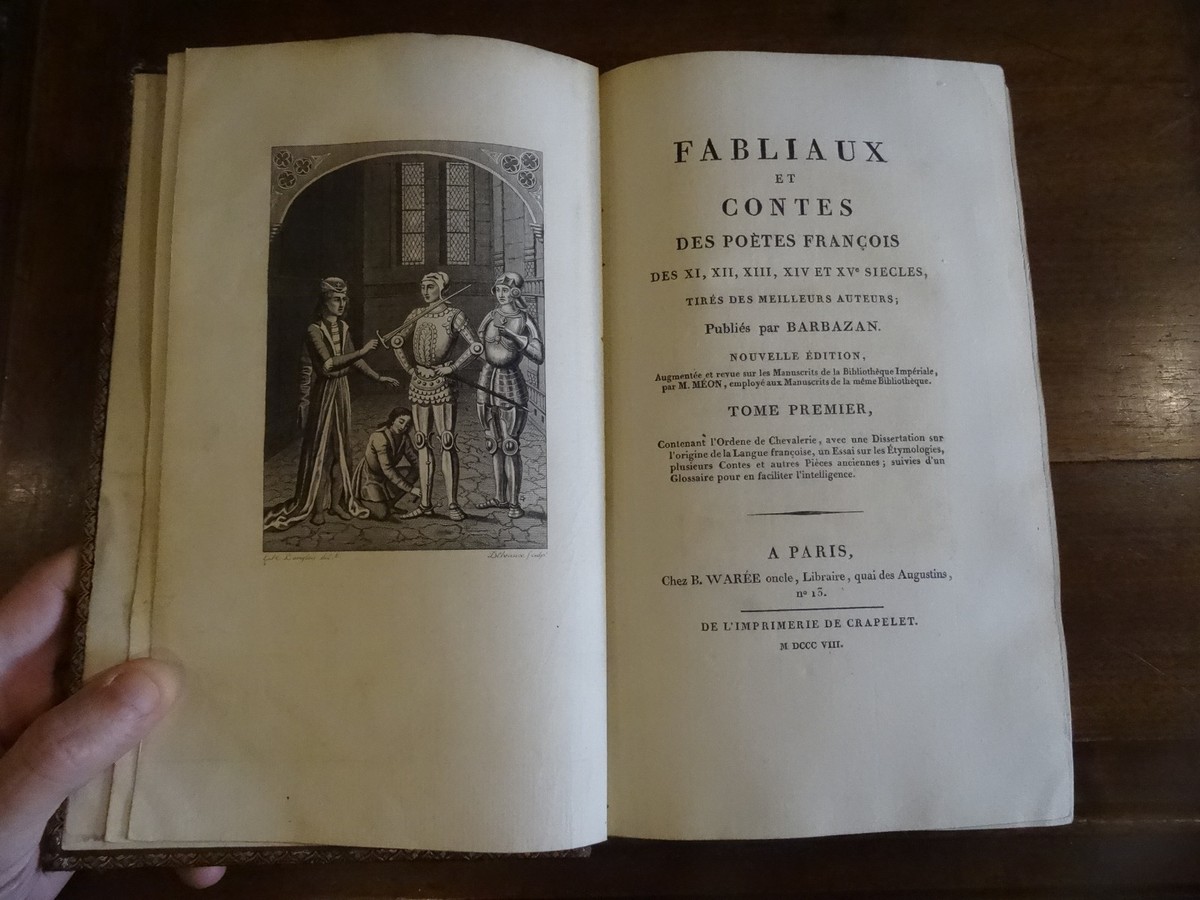 FABLIAUX
ET
CONTES
DES POÈTES FRANÇOIS
DES XI, XII, XIII, XIV ET XVe SIECLES,
TIRÉS DES MEILLEURS AUTEURS;
Publiés par BARBAZAN.
NOUVELLE ÉDITION,
Augmentée et revue sur les Manuscrits de la Bibliothèque Impériale,
par M. MÉON, employé aux Manuscrits de la même Bibliothèque.
TOME PREMIER,
Contenant l'Ordene de Chevalerie, avec une Dissertation sur
l'origine de la Langue françoise, un Essai sur les Étymologies,
plusieurs Contes et autres Pièces anciennes; suivies d'un
Glossaire pour en faciliter l'intelligence.
A PARIS,
Chez B. WARÉE oncle, Libraire, quai des Augustins,
n° 13.
DE L'IMPRIMERIE DE CRAPELET.
M DCCC VIII.